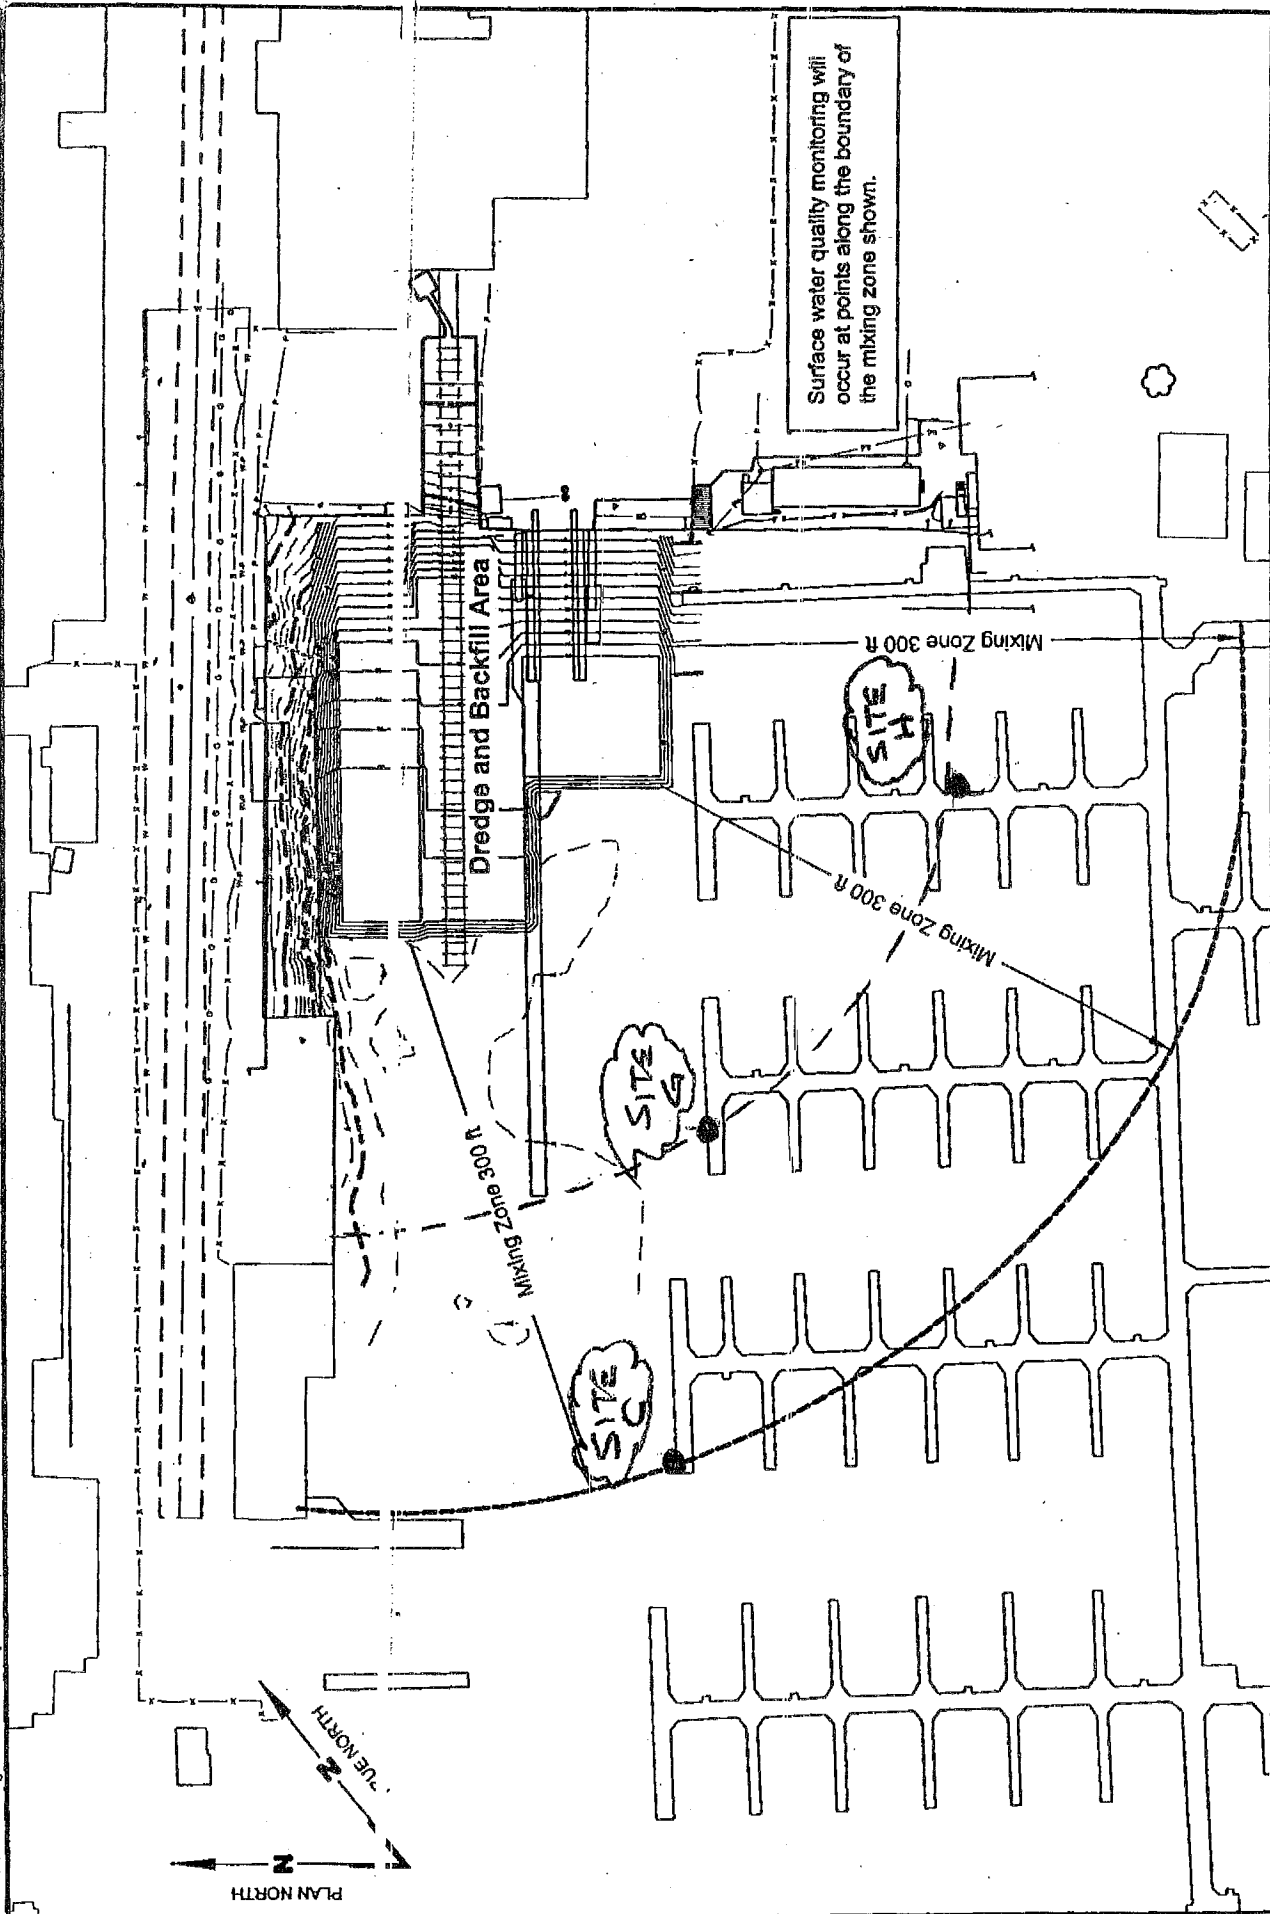 Surface water quality monitoring will
occur at points along the boundary of
the mixing zone shown.
Dredge and Backfill Area
Mixing Zone 300 ft
SITE
H
Mixing Zone 300 ft
SITE
G
Mixing Zone 300 ft
SITE
C
N
PLAN NORTH
N
NORTH